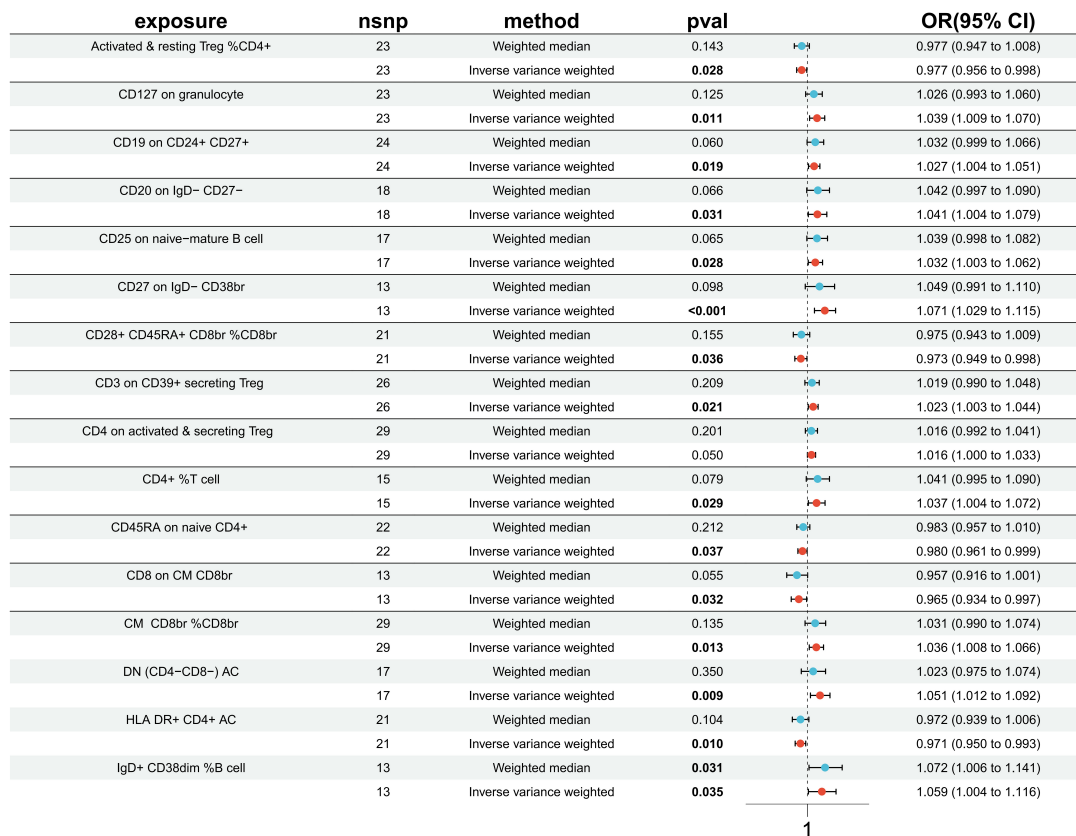 exposure nsnp method pval OR(95% CI)
Activated & resting Treg %CD4+ 23 Weighted median 0.143 0.977 (0.947 to 1.008)
23 Inverse variance weighted 0.028 0.977 (0.956 to 0.998)
CD127 on granulocyte 23 Weighted median 0.125 1.026 (0.993 to 1.060)
23 Inverse variance weighted 0.011 1.039 (1.009 to 1.070)
CD19 on CD24+ CD27+ 24 Weighted median 0.060 1.032 (0.999 to 1.066)
24 Inverse variance weighted 0.019 1.027 (1.004 to 1.051)
CD20 on IgD− CD27− 18 Weighted median 0.066 1.042 (0.997 to 1.090)
18 Inverse variance weighted 0.031 1.041 (1.004 to 1.079)
CD25 on naive−mature B cell 17 Weighted median 0.065 1.039 (0.998 to 1.082)
17 Inverse variance weighted 0.028 1.032 (1.003 to 1.062)
CD27 on IgD− CD38br 13 Weighted median 0.098 1.049 (0.991 to 1.110)
13 Inverse variance weighted <0.001 1.071 (1.029 to 1.115)
CD28+ CD45RA+ CD8br %CD8br 21 Weighted median 0.155 0.975 (0.943 to 1.009)
21 Inverse variance weighted 0.036 0.973 (0.949 to 0.998)
CD3 on CD39+ secreting Treg 26 Weighted median 0.209 1.019 (0.990 to 1.048)
26 Inverse variance weighted 0.021 1.023 (1.003 to 1.044)
CD4 on activated & secreting Treg 29 Weighted median 0.201 1.016 (0.992 to 1.041)
29 Inverse variance weighted 0.050 1.016 (1.000 to 1.033)
CD4+ %T cell 15 Weighted median 0.079 1.041 (0.995 to 1.090)
15 Inverse variance weighted 0.029 1.037 (1.004 to 1.072)
CD45RA on naive CD4+ 22 Weighted median 0.212 0.983 (0.957 to 1.010)
22 Inverse variance weighted 0.037 0.980 (0.961 to 0.999)
CD8 on CM CD8br 13 Weighted median 0.055 0.957 (0.916 to 1.001)
13 Inverse variance weighted 0.032 0.965 (0.934 to 0.997)
CM CD8br %CD8br 29 Weighted median 0.135 1.031 (0.990 to 1.074)
29 Inverse variance weighted 0.013 1.036 (1.008 to 1.066)
DN (CD4−CD8−) AC 17 Weighted median 0.350 1.023 (0.975 to 1.074)
17 Inverse variance weighted 0.009 1.051 (1.012 to 1.092)
HLA DR+ CD4+ AC 21 Weighted median 0.104 0.972 (0.939 to 1.006)
21 Inverse variance weighted 0.010 0.971 (0.950 to 0.993)
IgD+ CD38dim %B cell 13 Weighted median 0.031 1.072 (1.006 to 1.141)
13 Inverse variance weighted 0.035 1.059 (1.004 to 1.116)
1